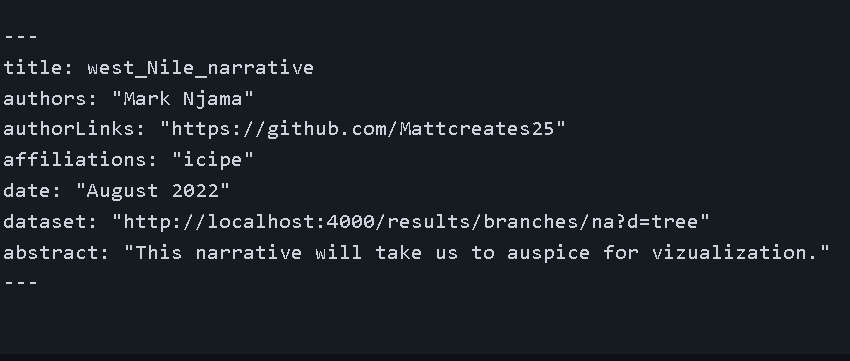 ---
title: west_Nile_narrative
authors: "Mark Njama"
authorLinks: "https://github.com/Mattcreates25"
affiliations: "icipe"
date: "August 2022"
dataset: "http://localhost:4000/results/branches/na?d=tree"
abstract: "This narrative will take us to auspice for vizualization."
---